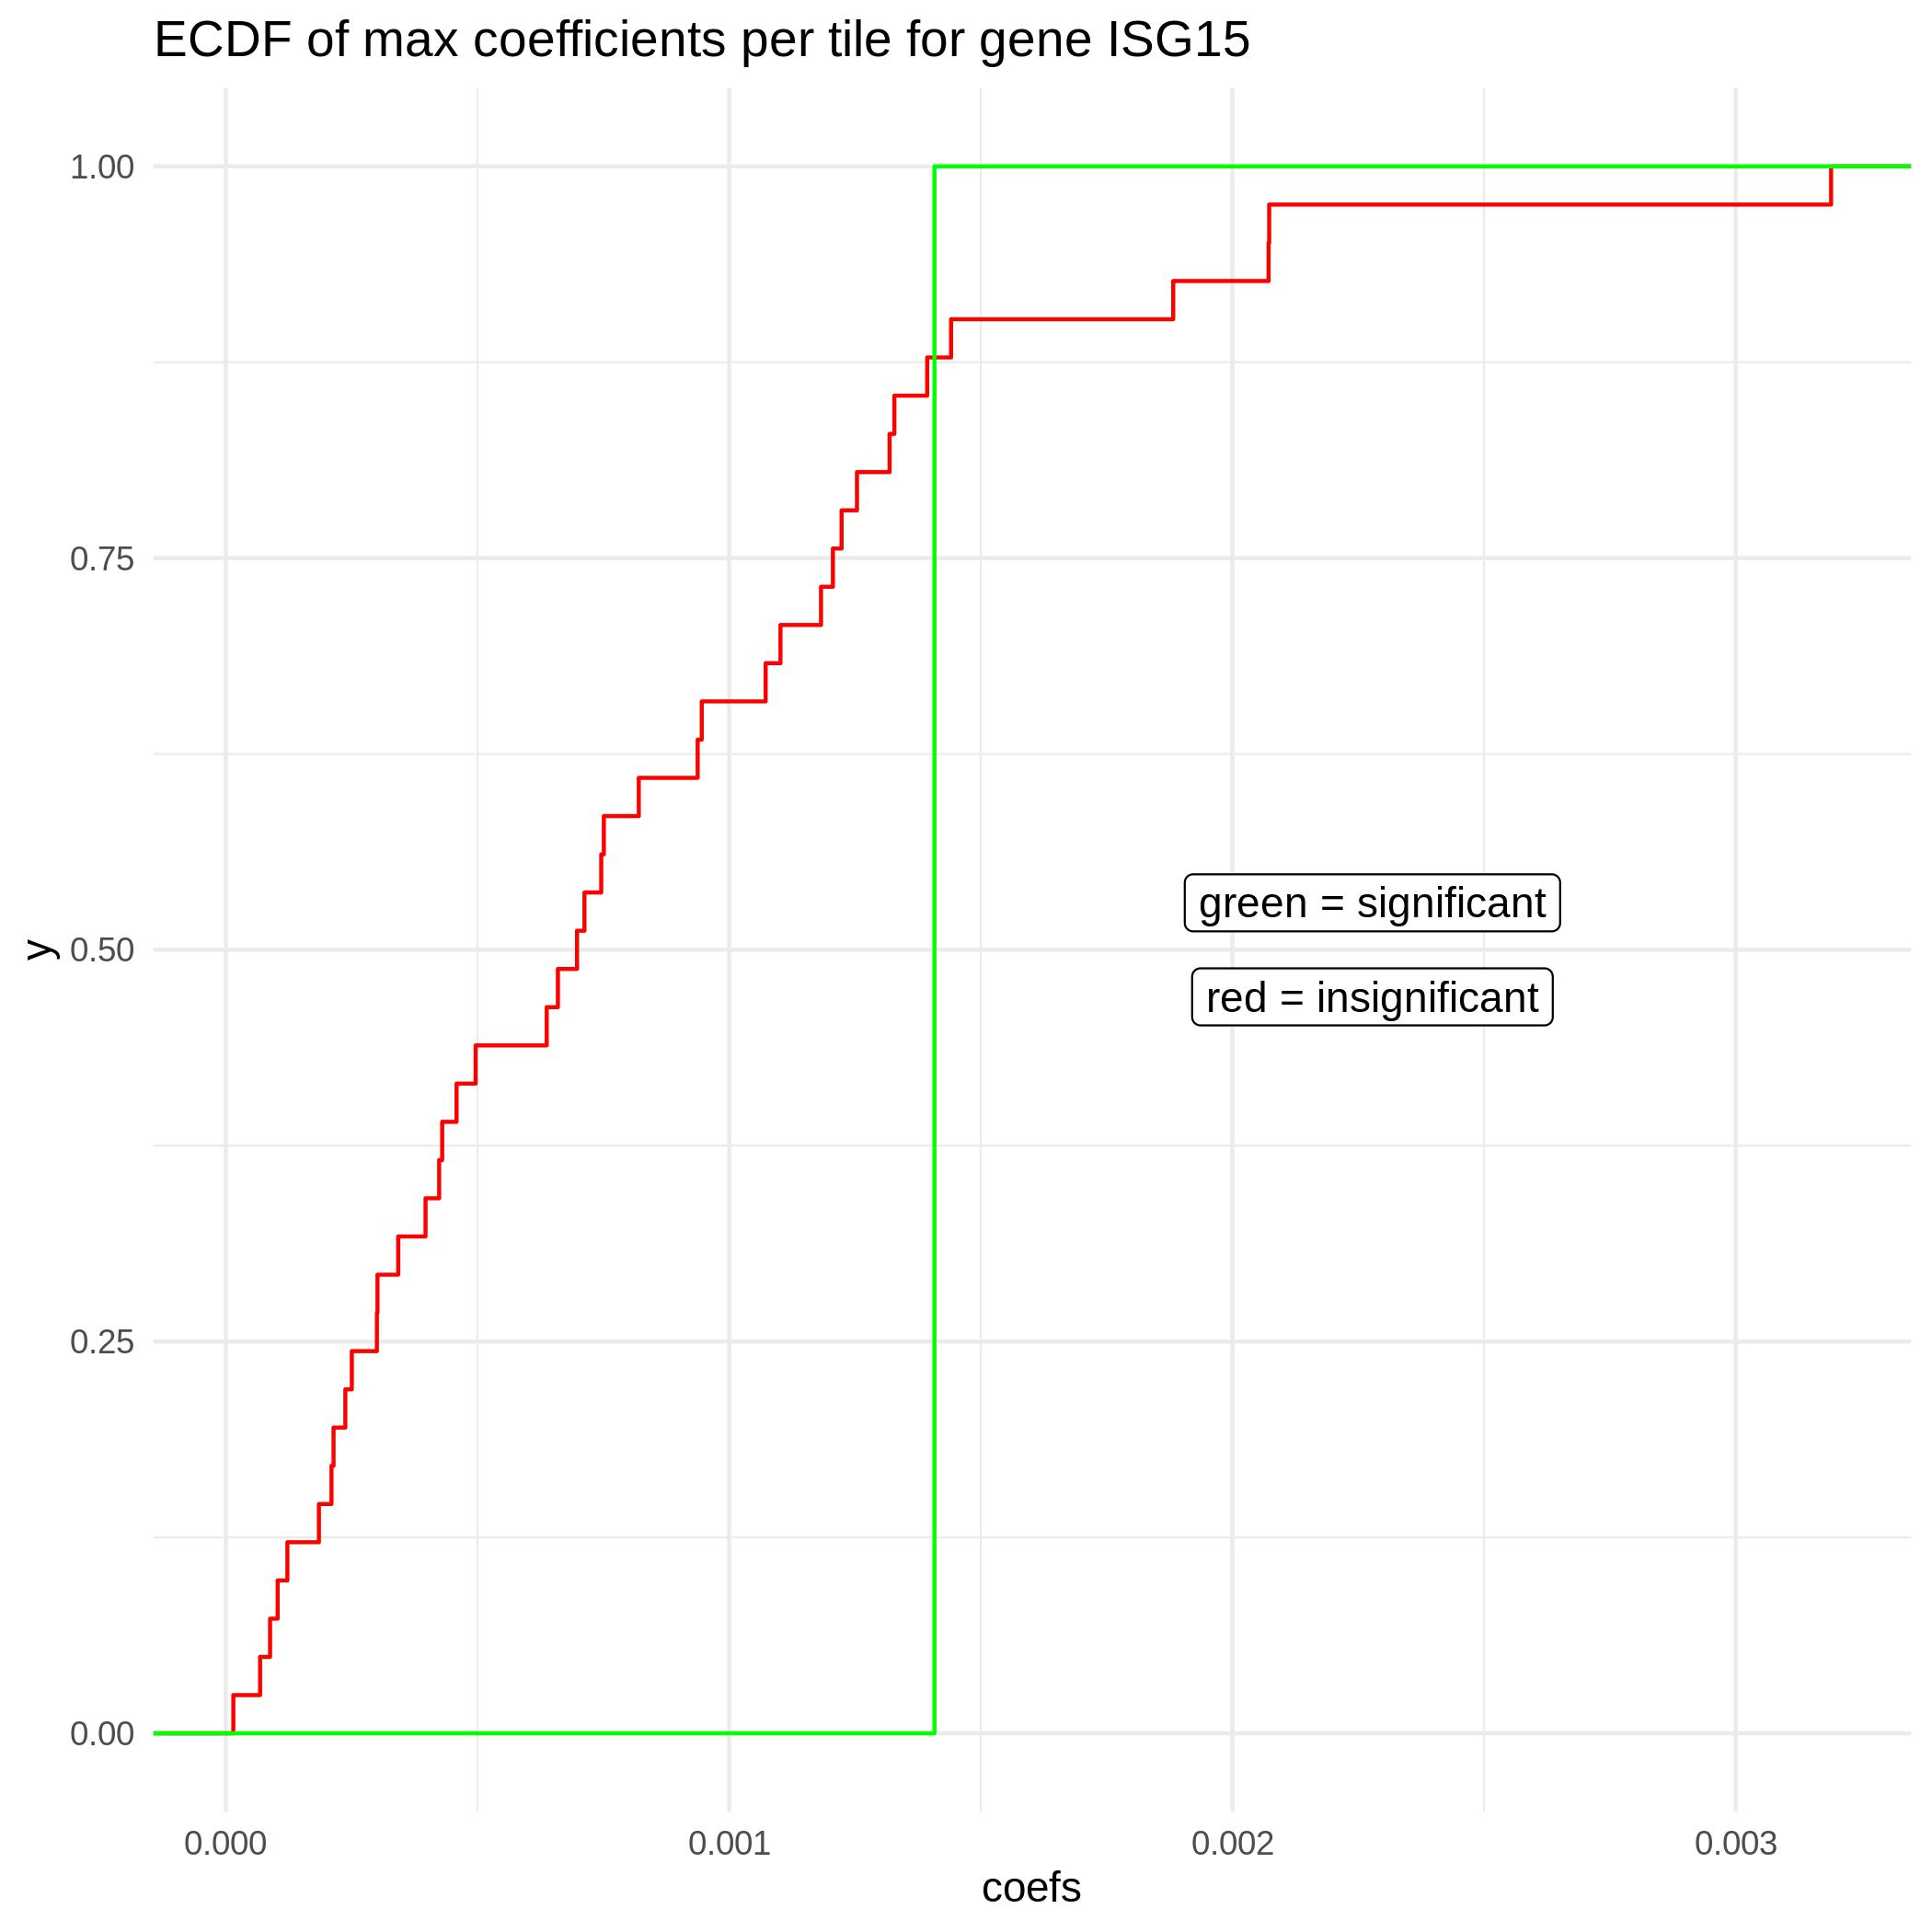 ECDF of max coefficients per tile for gene ISG15
1.00
0.75
0.50
0.25
0.00
y
green = significant
red = insignificant
0.000 0.001 0.002 0.003
coefs